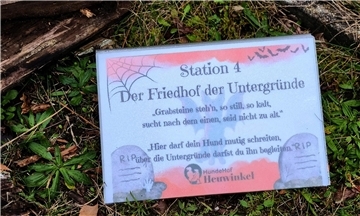 Station 4
Der Friedhof der Untergründe
„Grabsteine steh'n, so still, so kalt,
sucht nach dem einen, seid nicht zu alt.“
„Hier darf dein Hund mutig schreiten,
über die Untergründe darfst du ihn begleiten“
RIP
RIP
Hundehof
Heuwinkel